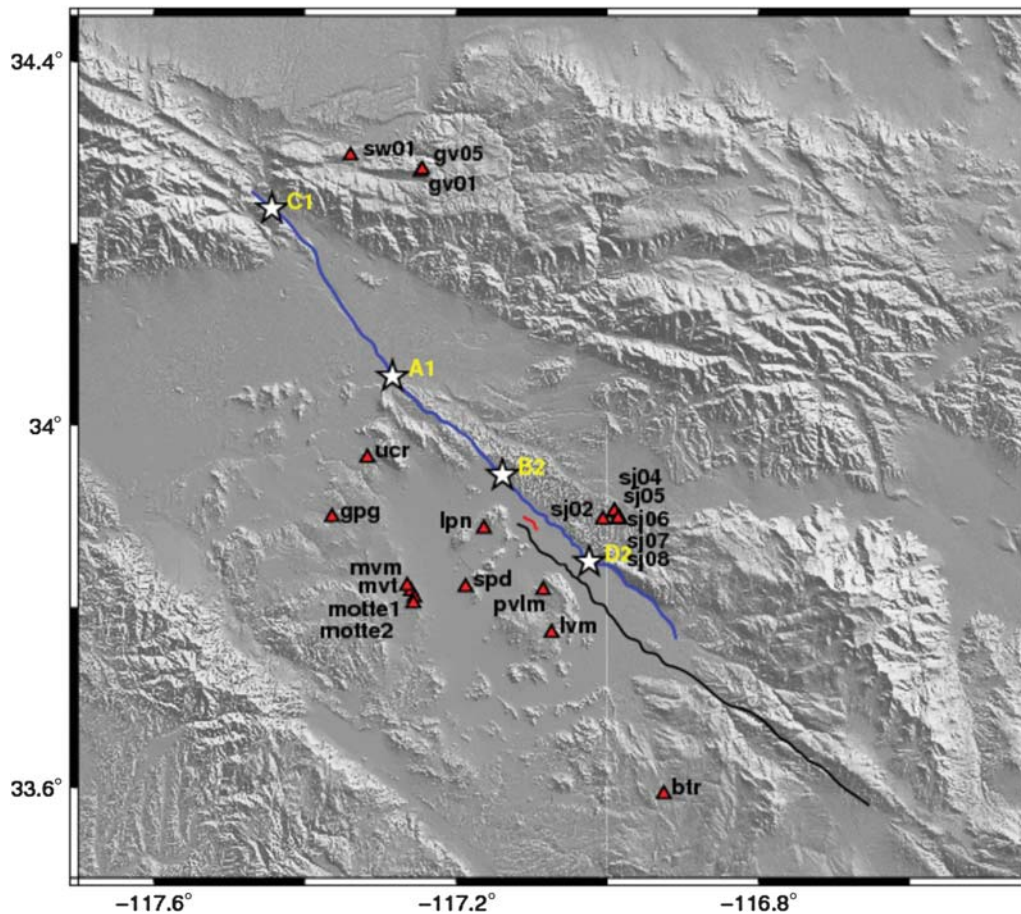 34.4°
sw01
gv05
gv01
C1
A1
34°
ucr
B2
sj04
sj05
sj02
sj06
gpg
lpn
sj07
D2
sj08
mvm
mvt
spd
pvlm
motte1
motte2
lvm
33.6°
btr
-117.6°
-117.2°
-116.8°